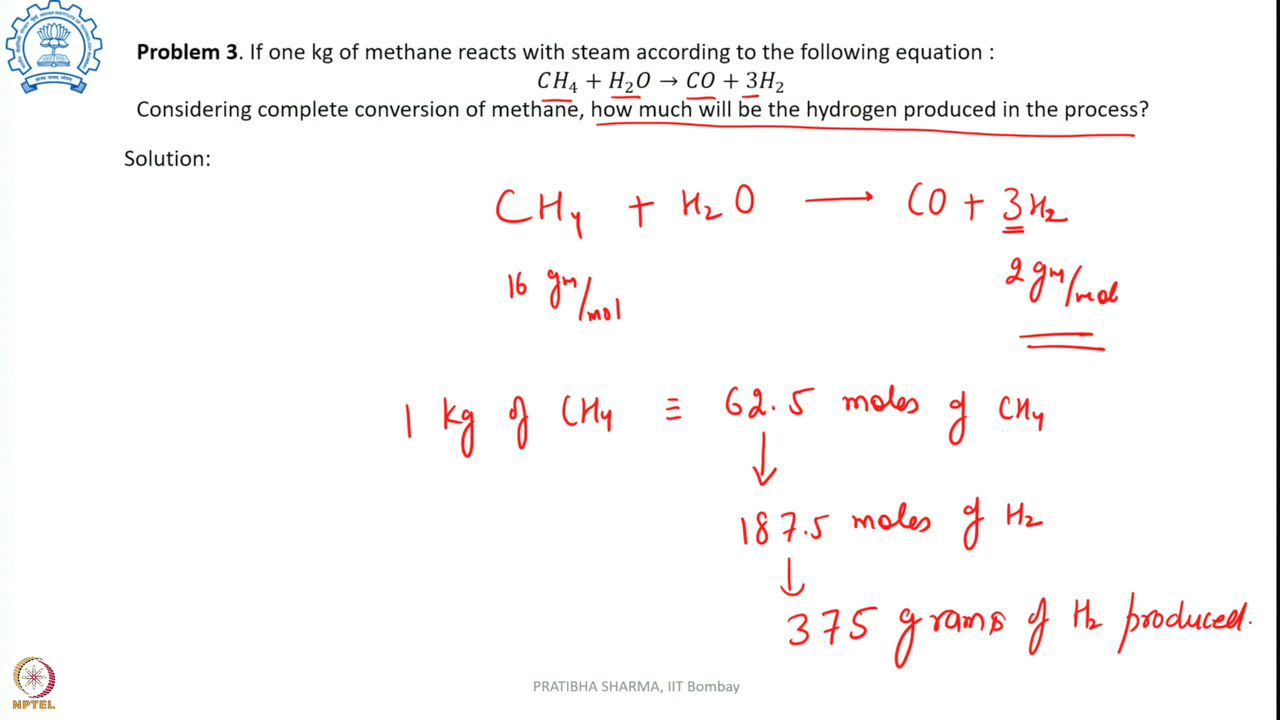 Problem 3. If one kg of methane reacts with steam according to the following equation :
CH₄ + H₂O → CO + 3H₂
Considering complete conversion of methane, how much will be the hydrogen produced in the process?
Solution:
CH₄ + H₂O → CO + 3H₂
16 gm/mol 2 gm/mol
1 kg of CH₄ ≡ 62.5 moles of CH₄
↓
187.5 moles of H₂
↓
375 grams of H₂ produced.
NPTEL
PRATIBHA SHARMA, IIT Bombay